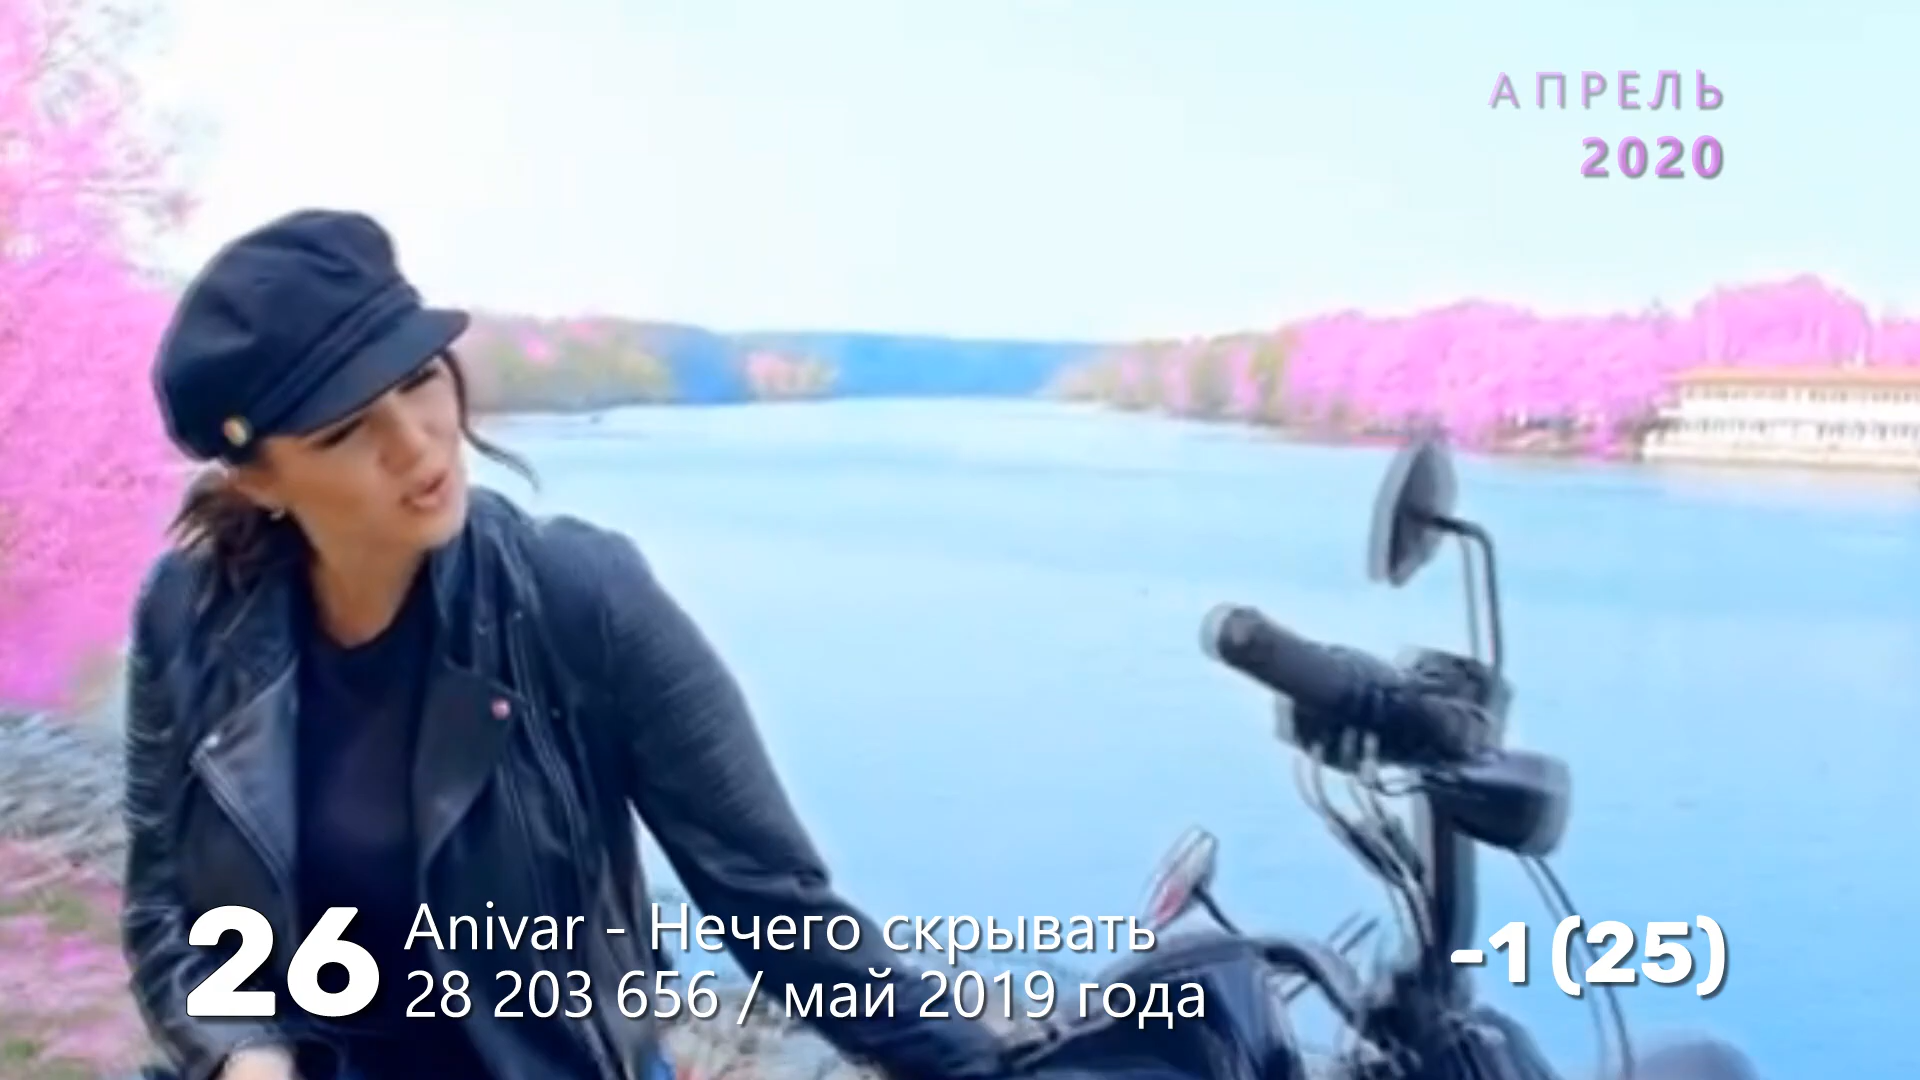 АПРЕЛЬ
2020
26
Anivar - Нечего скрывать
28 203 656 / май 2019 года
-1 (25)